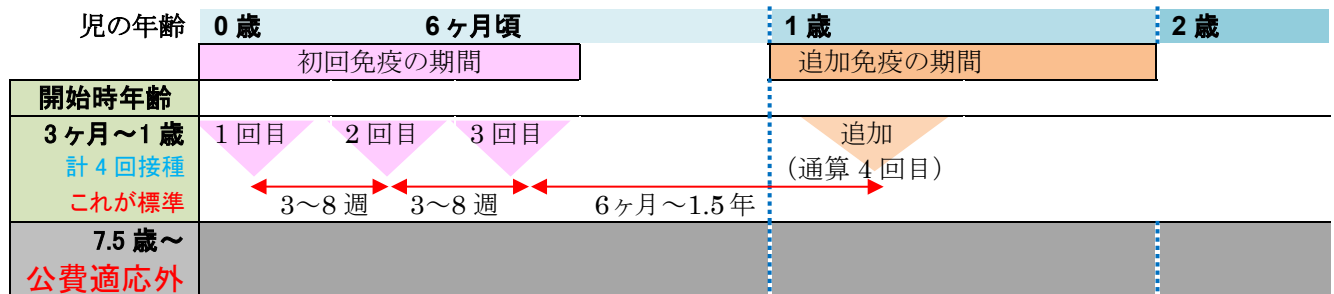 児の年齢 0歳 6ヶ月頃 1歳 2歳
初回免疫の期間 追加免疫の期間
開始時年齢
3ヶ月～1歳 1回目 2回目 3回目 追加
計4回接種 (通算4回目)
これが標準 3～8週 3～8週 6ヶ月～1.5年
7.5歳～
公費適応外